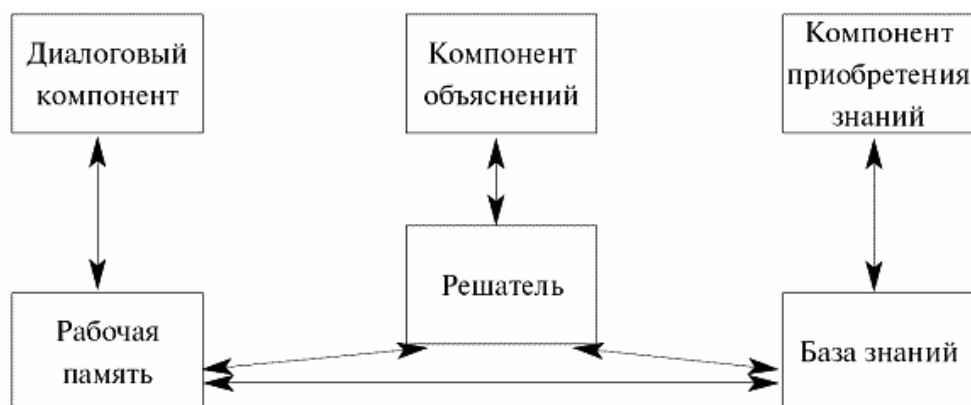 Диалоговый
компонент
Компонент
объяснений
Компонент
приобретения
знаний
Решатель
Рабочая
память
База знаний